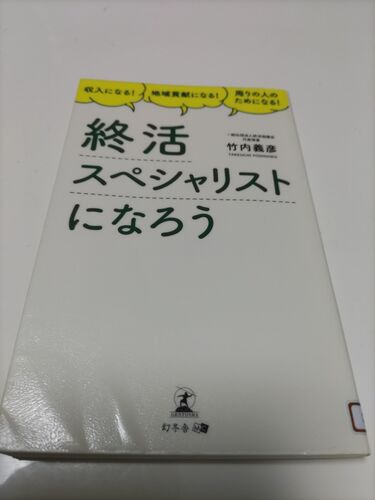 収入になる!
地域貢献になる!
周りの人の
ためになる!
終活
スペシャリスト
になろう
一般社団法人終活協議会
代表理事
竹内義彦
TAKEUCHI YOSHIHIKO
GENTOSHA
幻冬舎